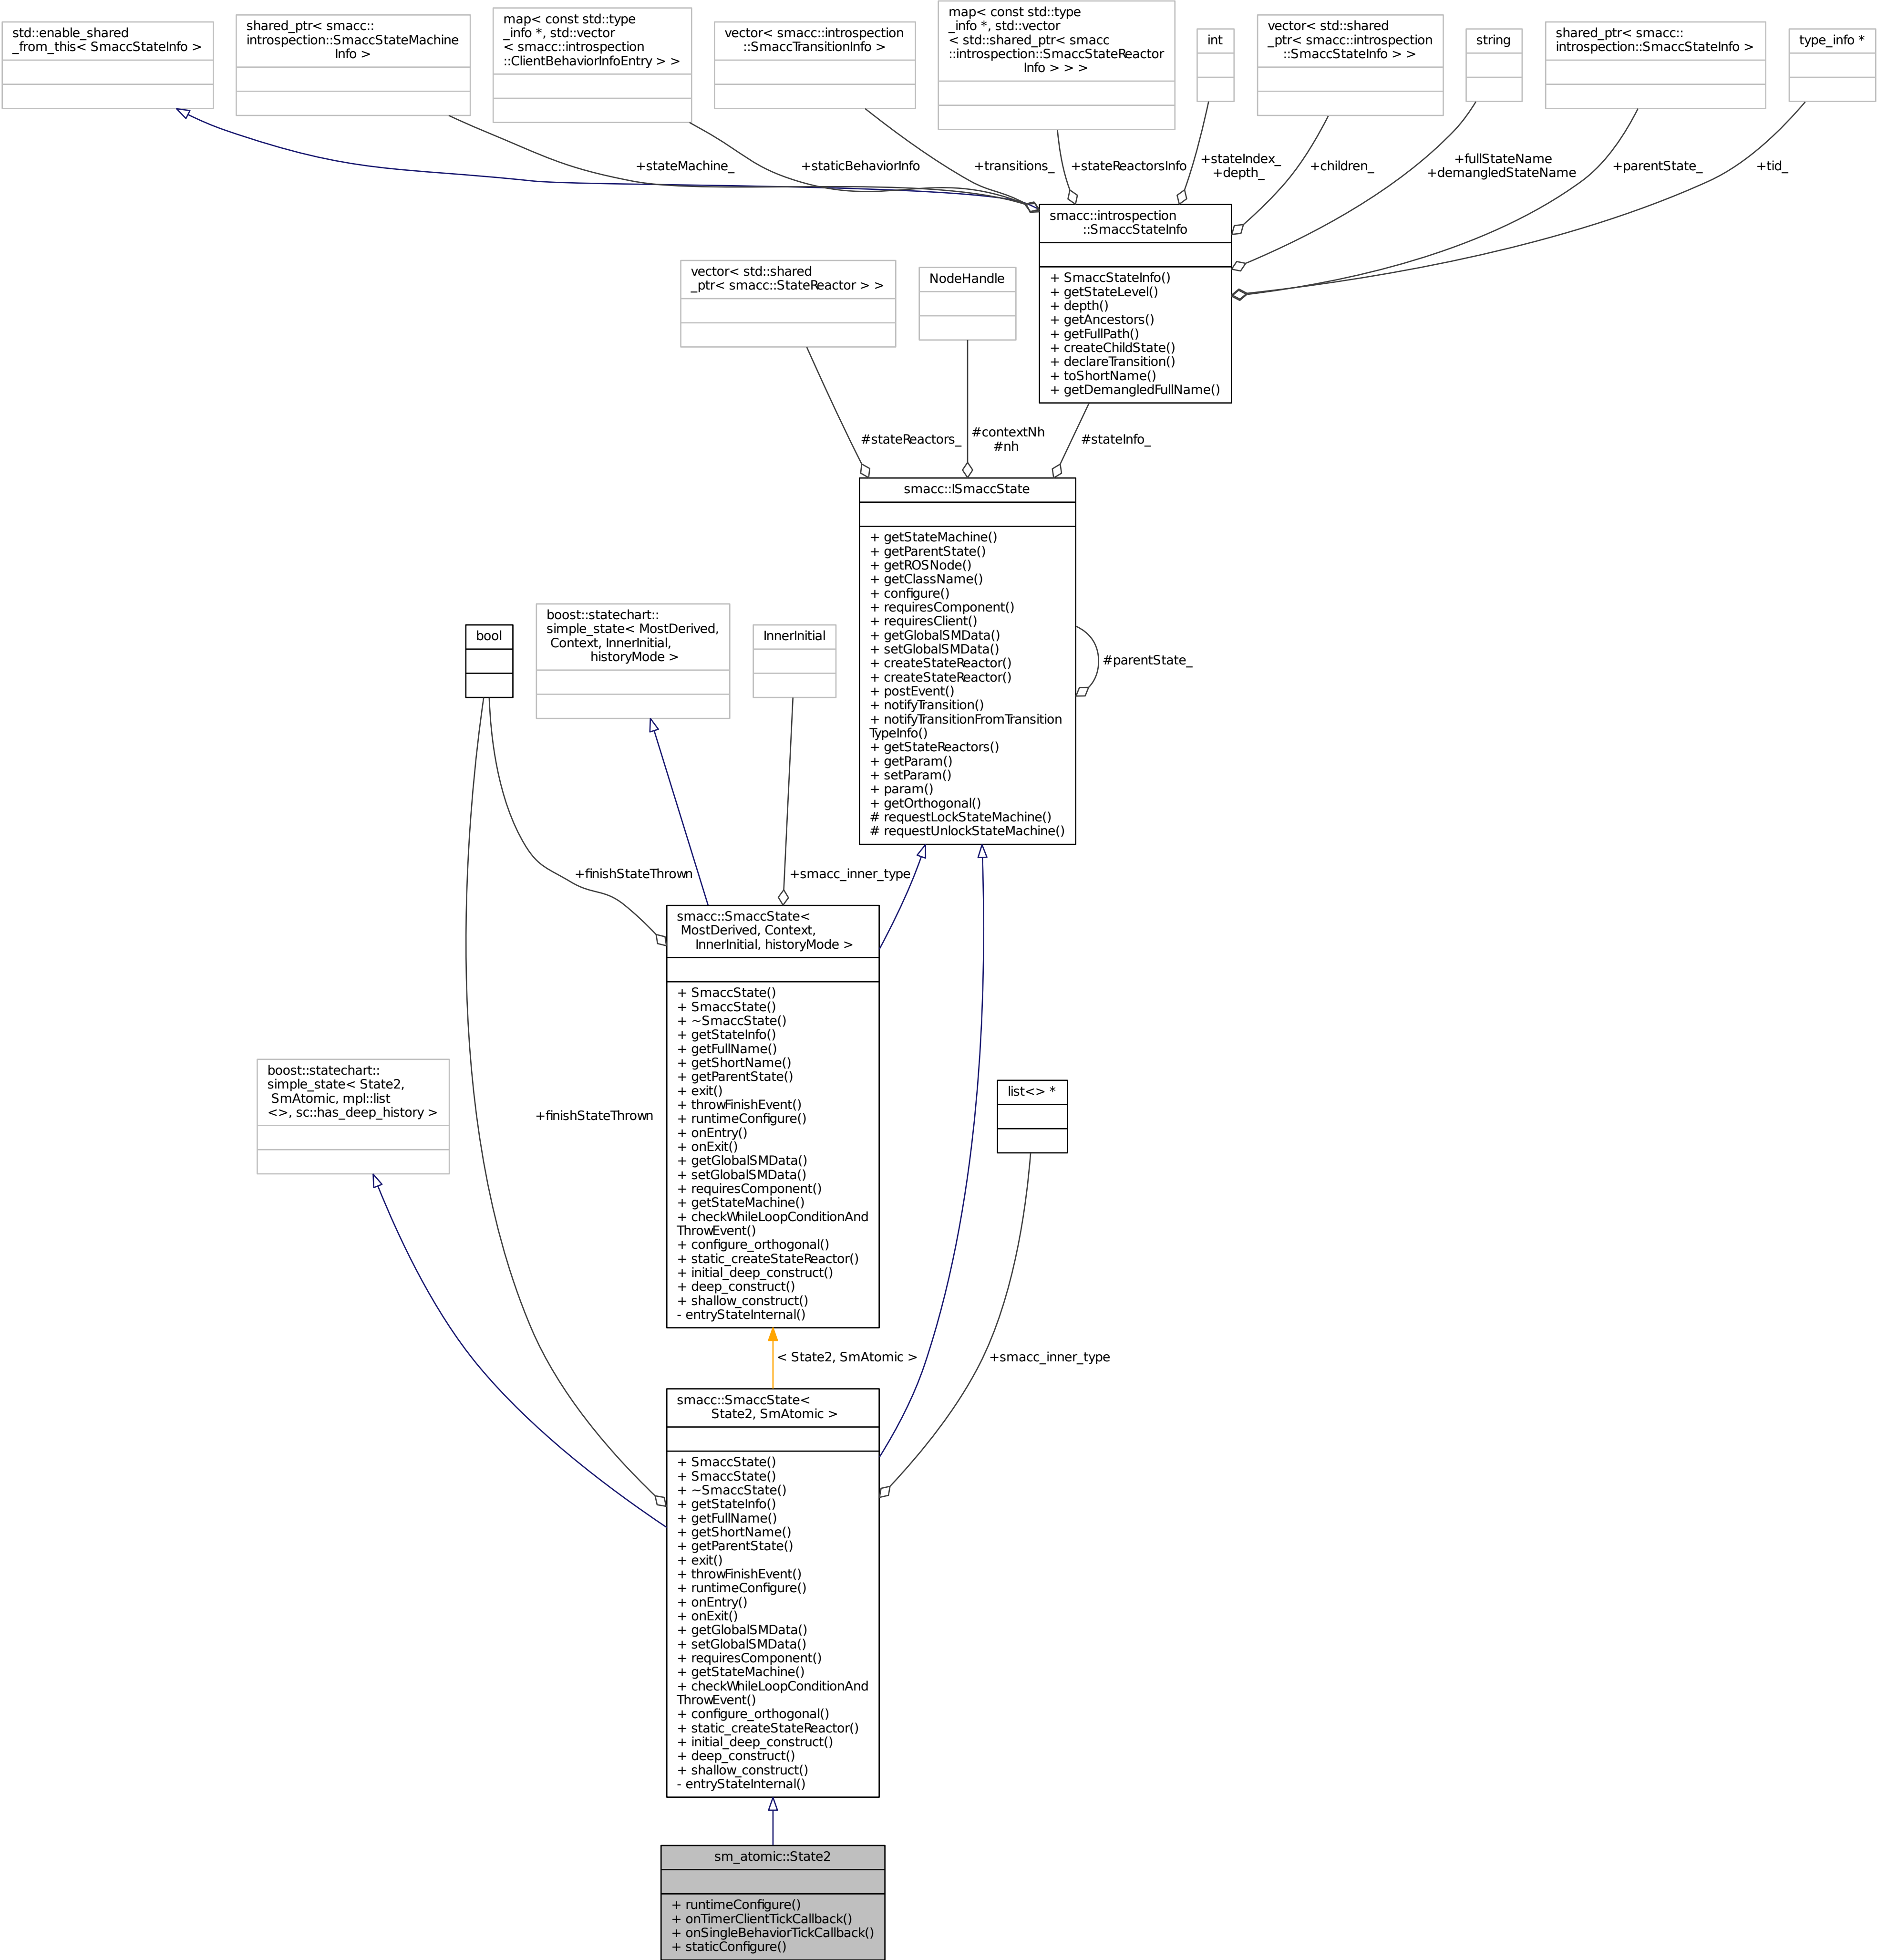 std::enable_shared
_from_this< SmaccStateInfo >
shared_ptr< smacc::
introspection::SmaccStateMachine
Info >
map< const std::type
_info *, std::vector
< smacc::introspection
::ClientBehaviorInfoEntry > >
vector< smacc::introspection
::SmaccTransitionInfo >
map< const std::type
_info *, std::vector
< std::shared_ptr< smacc
::introspection::SmaccStateReactor
Info > > >
int
vector< std::shared
_ptr< smacc::introspection
::SmaccStateInfo > >
string
shared_ptr< smacc::
introspection::SmaccStateInfo >
type_info *
+stateMachine_
+staticBehaviorInfo
+transitions_
+stateReactorsInfo
+stateIndex_
+depth_
+children_
+fullStateName
+demangledStateName
+parentState_
+tid_
smacc::introspection
::SmaccStateInfo
+ SmaccStateInfo()
+ getStateLevel()
+ depth()
+ getAncestors()
+ getFullPath()
+ createChildState()
+ declareTransition()
+ toShortName()
+ getDemangledFullName()
vector< std::shared
_ptr< smacc::StateReactor > >
NodeHandle
#stateReactors_
#contextNh
#nh
#stateInfo_
smacc::ISmaccState
+ getStateMachine()
+ getParentState()
+ getROSNode()
+ getClassName()
+ configure()
+ requiresComponent()
+ requiresClient()
+ getGlobalSMData()
+ setGlobalSMData()
+ createStateReactor()
+ createStateReactor()
+ postEvent()
+ notifyTransition()
+ notifyTransitionFromTransition
TypeInfo()
+ getStateReactors()
+ getParam()
+ setParam()
+ param()
+ getOrthogonal()
# requestLockStateMachine()
# requestUnlockStateMachine()
#parentState_
bool
boost::statechart::
simple_state< MostDerived,
Context, InnerInitial,
historyMode >
InnerInitial
+finishStateThrown
+smacc_inner_type
smacc::SmaccState<
MostDerived, Context,
InnerInitial, historyMode >
+ SmaccState()
+ SmaccState()
+ ~SmaccState()
+ getStateInfo()
+ getFullName()
+ getShortName()
+ getParentState()
+ exit()
+ throwFinishEvent()
+ runtimeConfigure()
+ onEntry()
+ onExit()
+ getGlobalSMData()
+ setGlobalSMData()
+ requiresComponent()
+ getStateMachine()
+ checkWhileLoopConditionAnd
ThrowEvent()
+ configure_orthogonal()
+ static_createStateReactor()
+ initial_deep_construct()
+ deep_construct()
+ shallow_construct()
- entryStateInternal()
boost::statechart::
simple_state< State2,
SmAtomic, mpl::list
<>, sc::has_deep_history >
+finishStateThrown
list<> *
< State2, SmAtomic >
+smacc_inner_type
smacc::SmaccState<
State2, SmAtomic >
+ SmaccState()
+ SmaccState()
+ ~SmaccState()
+ getStateInfo()
+ getFullName()
+ getShortName()
+ getParentState()
+ exit()
+ throwFinishEvent()
+ runtimeConfigure()
+ onEntry()
+ onExit()
+ getGlobalSMData()
+ setGlobalSMData()
+ requiresComponent()
+ getStateMachine()
+ checkWhileLoopConditionAnd
ThrowEvent()
+ configure_orthogonal()
+ static_createStateReactor()
+ initial_deep_construct()
+ deep_construct()
+ shallow_construct()
- entryStateInternal()
sm_atomic::State2
+ runtimeConfigure()
+ onTimerClientTickCallback()
+ onSingleBehaviorTickCallback()
+ staticConfigure()